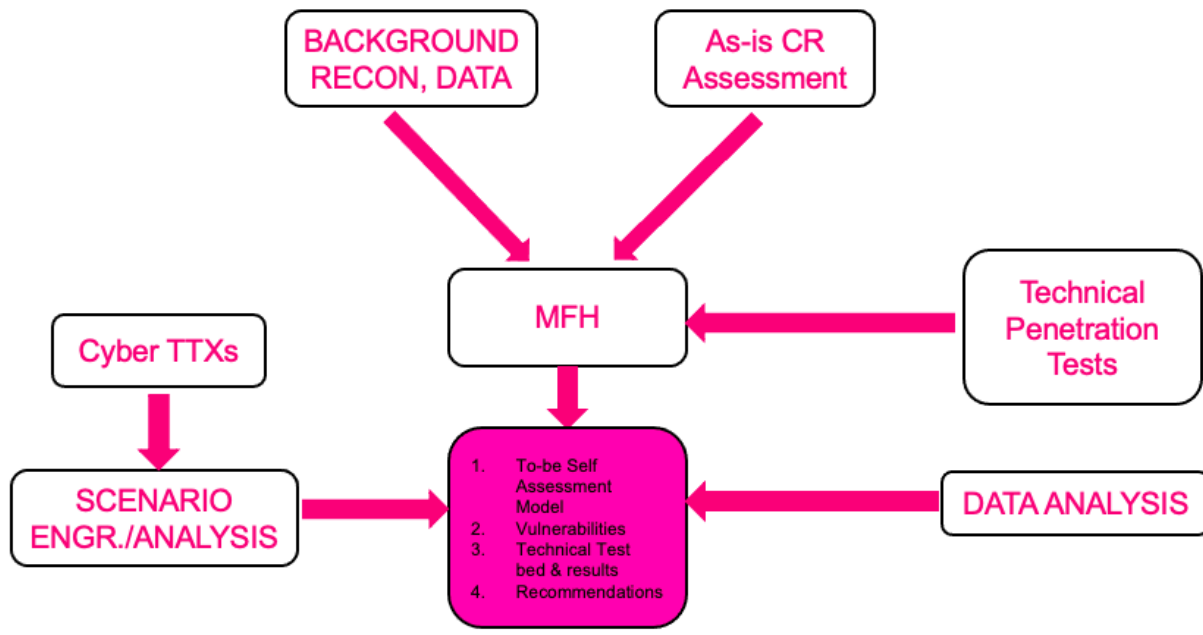 BACKGROUND
RECON, DATA
As-is CR
Assessment
MFH
Technical
Penetration
Tests
Cyber TTXs
SCENARIO
ENGR./ANALYSIS
1. To-be Self
Assessment
Model
2. Vulnerabilities
3. Technical Test
bed & results
4. Recommendations
DATA ANALYSIS